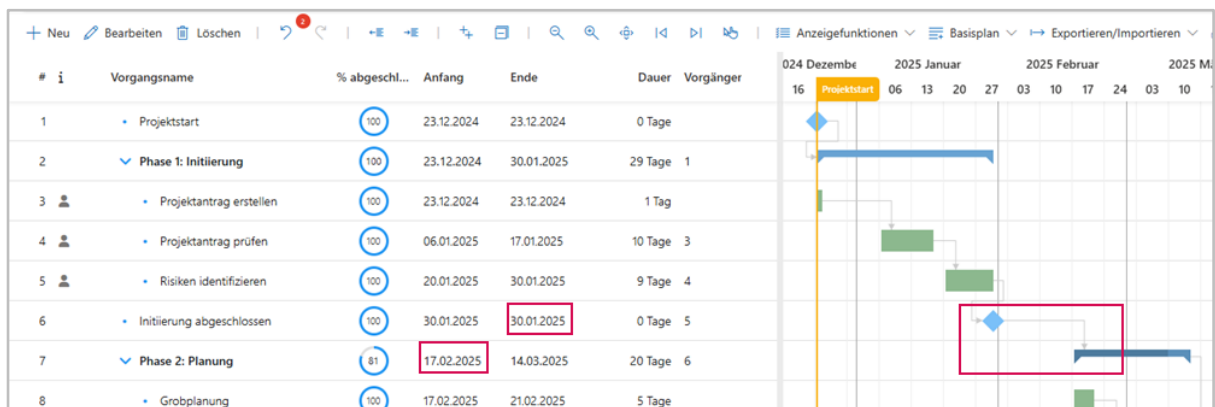 Neu Bearbeiten Löschen 2 Anzeigefunktionen Basisplan Exportieren/Importieren
024 Dezembe 2025 Januar 2025 Februar 2025 M
# i Vorgangsname % abgeschl... Anfang Ende Dauer Vorgänger
16 Projektstart 06 13 20 27 03 10 17 24 03 10
1 Projektstart 100 23.12.2024 23.12.2024 0 Tage
2 Phase 1: Initiierung 100 23.12.2024 30.01.2025 29 Tage 1
3 Projektantrag erstellen 100 23.12.2024 23.12.2024 1 Tag
4 Projektantrag prüfen 100 06.01.2025 17.01.2025 10 Tage 3
5 Risiken identifizieren 100 20.01.2025 30.01.2025 9 Tage 4
6 Initiierung abgeschlossen 100 30.01.2025 30.01.2025 0 Tage 5
7 Phase 2: Planung 81 17.02.2025 14.03.2025 20 Tage 6
8 Grobplanung 100 17.02.2025 21.02.2025 5 Tage